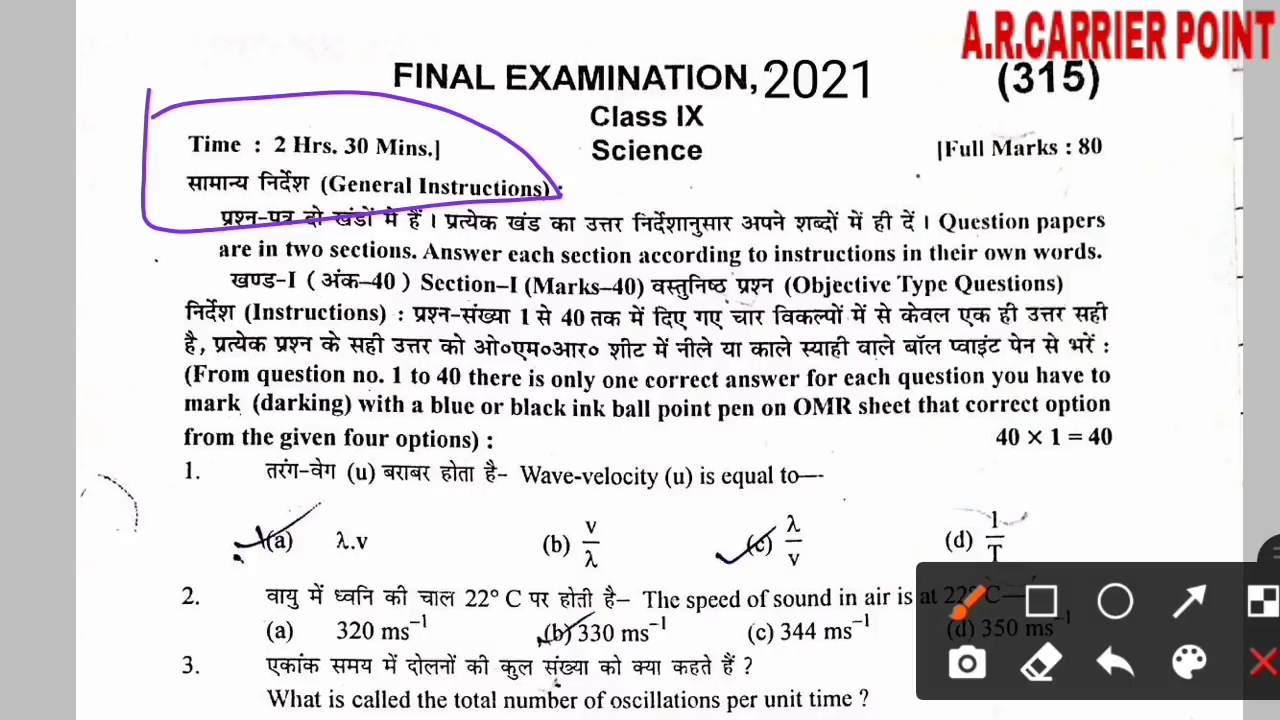 A.R.CARRIER POINT
FINAL EXAMINATION, 2021 (315)
Class IX
Time : 2 Hrs. 30 Mins.] Science [Full Marks : 80
सामान्य निर्देश (General Instructions) :
प्रश्न-पत्र दो खंडों में हैं । प्रत्येक खंड का उत्तर निर्देशानुसार अपने शब्दों में ही दें । Question papers
are in two sections. Answer each section according to instructions in their own words.
खण्ड-I ( अंक–40 ) Section–I (Marks–40) वस्तुनिष्ठ प्रश्न (Objective Type Questions)
निर्देश (Instructions) : प्रश्न-संख्या 1 से 40 तक में दिए गए चार विकल्पों में से केवल एक ही उत्तर सही
है, प्रत्येक प्रश्न के सही उत्तर को ओ०एम०आर० शीट में नीले या काले स्याही वाले बॉल प्वाइंट पेन से भरें :
(From question no. 1 to 40 there is only one correct answer for each question you have to
mark (darking) with a blue or black ink ball point pen on OMR sheet that correct option
from the given four options) : 40 × 1 = 40
1. तरंग-वेग (u) बराबर होता है- Wave-velocity (u) is equal to—-
(a) λ.v (b) v/λ (c) λ/v (d) 1/T
2. वायु में ध्वनि की चाल 22° C पर होती है– The speed of sound in air is at 22° C
(a) 320 ms⁻¹ (b) 330 ms⁻¹ (c) 344 ms⁻¹ (d) 350 ms⁻¹
3. एकांक समय में दोलनों की कुल संख्या को क्या कहते हैं ?
What is called the total number of oscillations per unit time ?